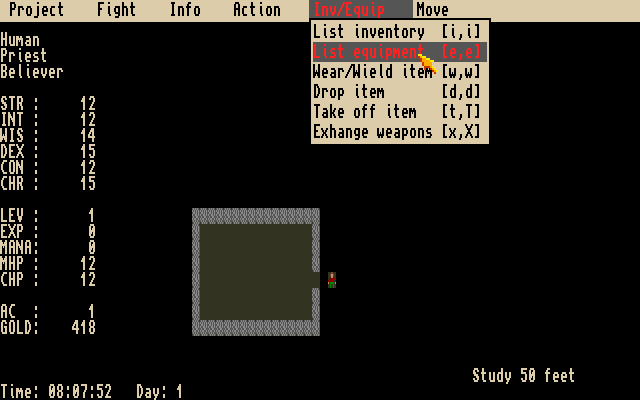 Project Fight Info Action Inv/Equip Move
Human
Priest
Believer
STR : 12
INT : 12
WIS : 14
DEX : 15
CON : 12
CHR : 15
LEV : 1
EXP : 0
MANA: 0
MHP : 12
CHP : 12
AC : 1
GOLD: 418
List inventory [i,i]
List equipment [e,e]
Wear/Wield item [w,w]
Drop item [d,d]
Take off item [t,T]
Exhange weapons [x,X]
Study 50 feet
Time: 08:07:52 Day: 1